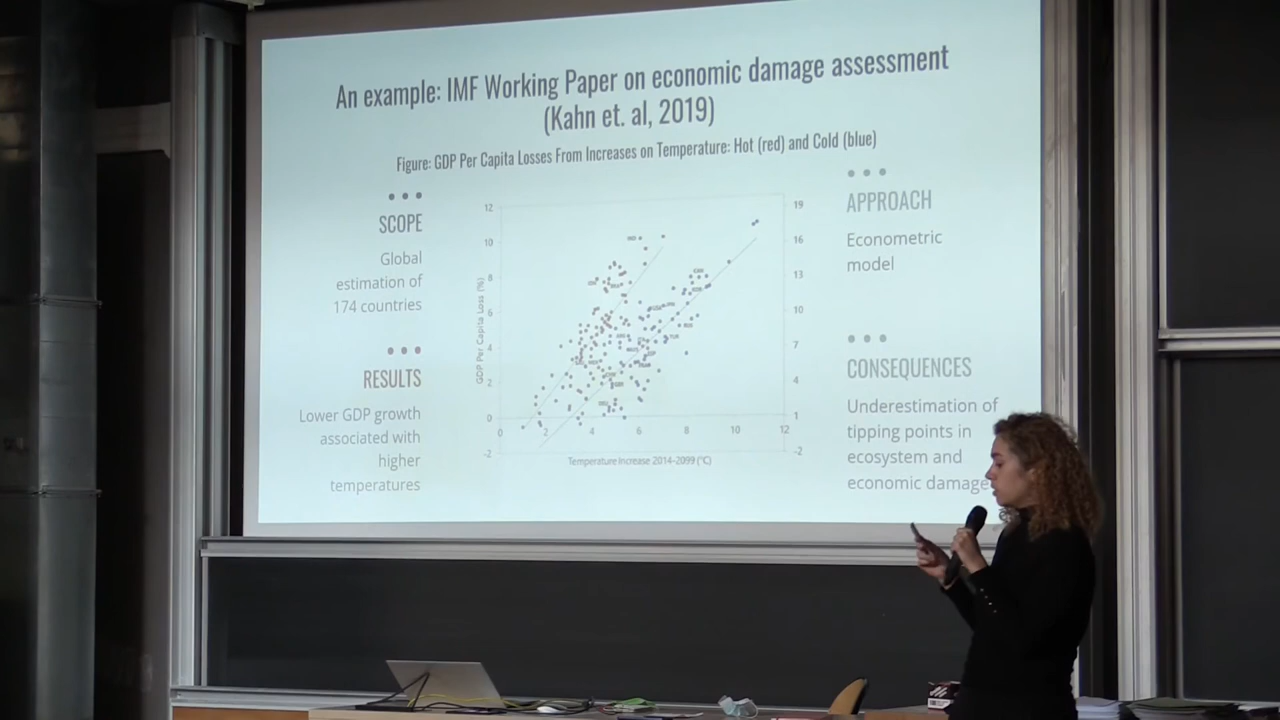 An example: IMF Working Paper on economic damage assessment
(Kahn et. al, 2019)
Figure: GDP Per Capita Losses From Increases on Temperature: Hot (red) and Cold (blue)
SCOPE
Global
estimation of
174 countries
RESULTS
Lower GDP growth
associated with
higher
temperatures
GDP Per Capita Loss (%)
12
10
8
6
4
2
0
-2
0 2 4 6 8 10 12
Temperature Increase 2014-2099 (°C)
19
16
13
10
7
4
1
-2
APPROACH
Econometric
model
CONSEQUENCES
Underestimation of
tipping points in
ecosystem and
economic damage